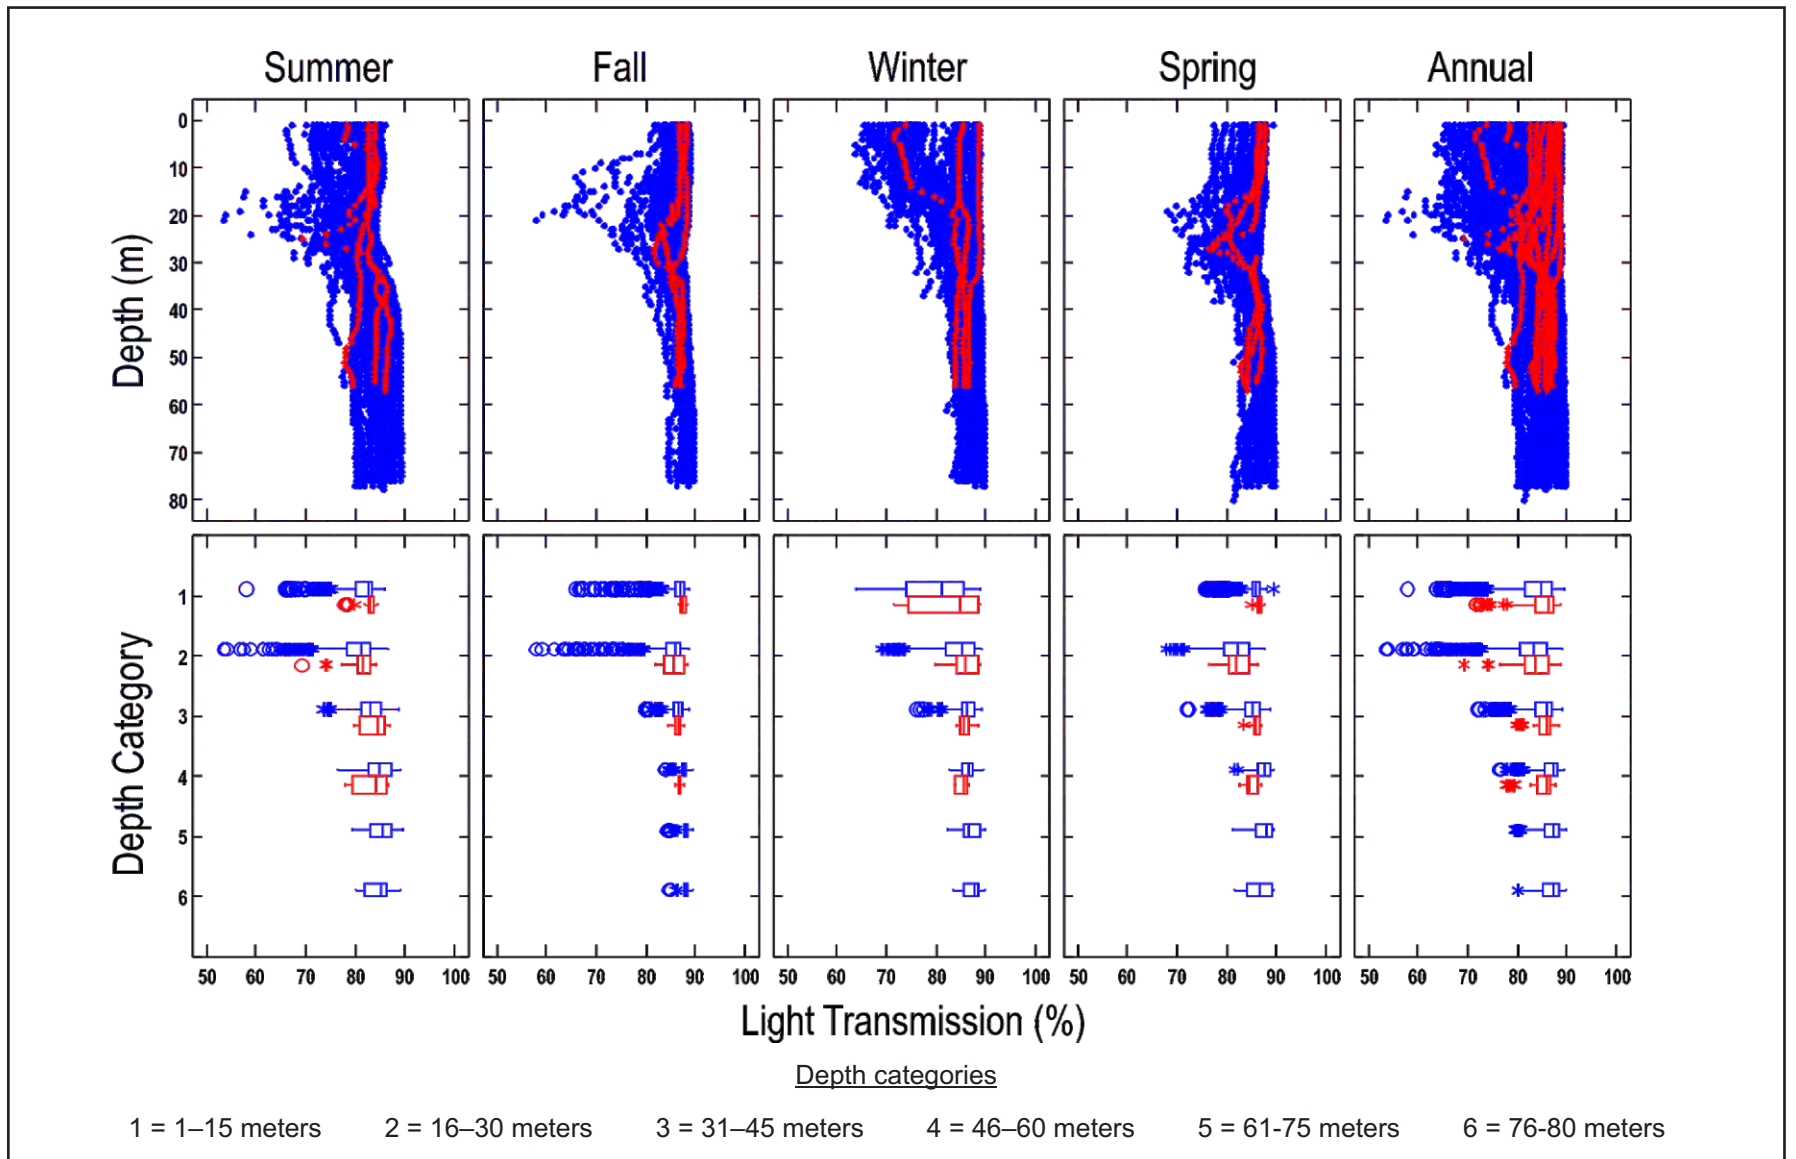 Summer Fall Winter Spring Annual
Depth (m)
0
10
20
30
40
50
60
70
80
Depth Category
1
2
3
4
5
6
50 60 70 80 90 100 50 60 70 80 90 100 50 60 70 80 90 100 50 60 70 80 90 100 50 60 70 80 90 100
Light Transmission (%)
Depth categories
1 = 1–15 meters 2 = 16–30 meters 3 = 31–45 meters 4 = 46–60 meters 5 = 61-75 meters 6 = 76-80 meters